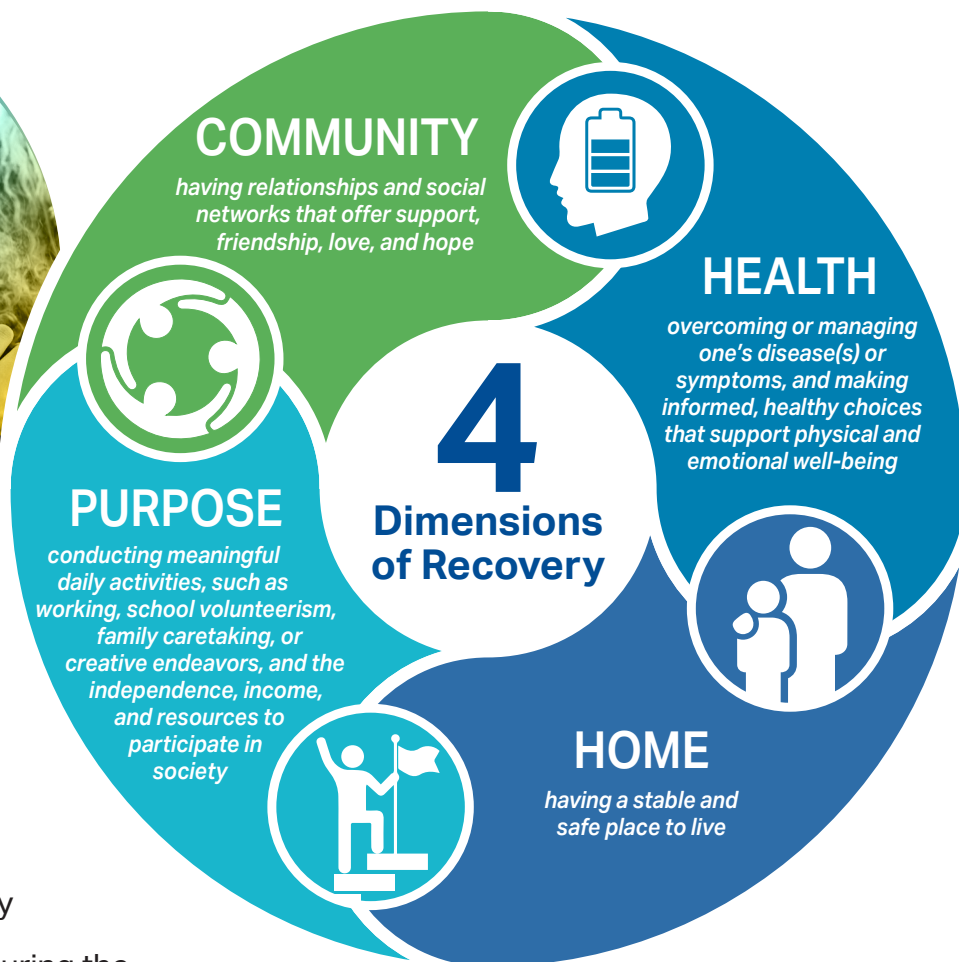 COMMUNITY
having relationships and social
networks that offer support,
friendship, love, and hope
HEALTH
overcoming or managing
one's disease(s) or
symptoms, and making
informed, healthy choices
that support physical and
emotional well-being
4
Dimensions
of Recovery
PURPOSE
conducting meaningful
daily activities, such as
working, school volunteerism,
family caretaking, or
creative endeavors, and the
independence, income,
and resources to
participate in
society
HOME
having a stable and
safe place to live
y
uring the